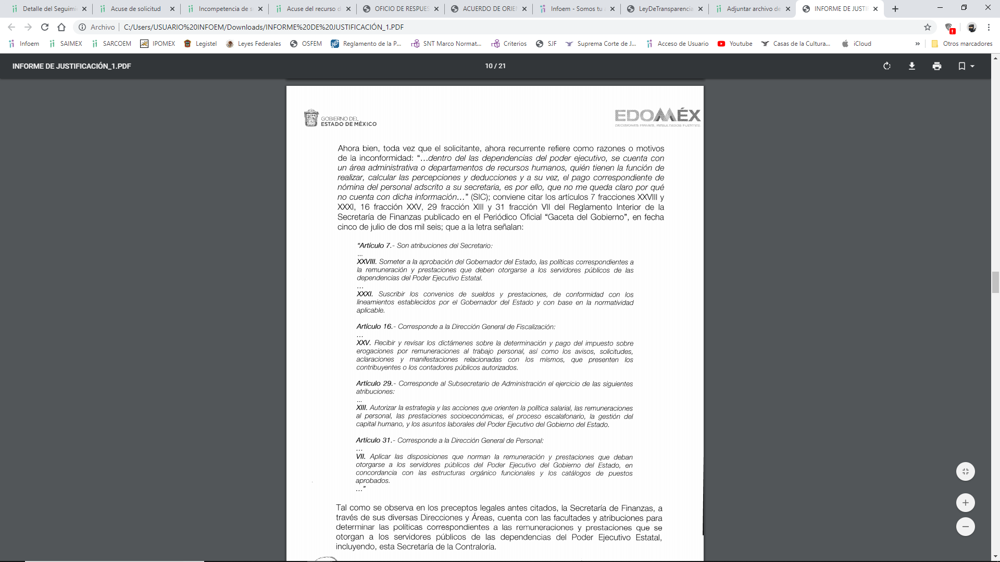 Detalle del Seguimi
Acuse de solicitud
Incompetencia de s
Acuse del recurso d
OFICIO DE RESPUES
ACUERDO DE ORIEN
Infoem - Somos tu
LeyDeTransparencia
Adjuntar archivo de
INFORME DE JUSTIF
Archivo C:/Users/USUARIO%20INFOEM/Downloads/INFORME%20DE%20JUSTIFICACIÓN_1.PDF
Infoem SAIMEX SARCOEM IPOMEX Legistel Leyes Federales OSFEM Reglamento de la P... SNT Marco Normat... Criterios SJF Suprema Corte de J... Acceso de Usuario Youtube Casas de la Cultura... iCloud » Otros marcadores
INFORME DE JUSTIFICACIÓN_1.PDF
10 / 21
GOBIERNO DEL
ESTADO DE MÉXICO
EDOMÉX
DECISIONES FIRMES, RESULTADOS FUERTES
Ahora bien, toda vez que el solicitante, ahora recurrente refiere como razones o motivos
de la inconformidad: “…dentro del las dependencias del poder ejecutivo, se cuenta con
un área administrativa o departamentos de recursos humanos, quién tienen la función de
realizar, calcular las percepciones y deducciones y a su vez, el pago correspondiente de
nómina del personal adscrito a su secretaria, es por ello, que no me queda claro por qué
no cuenta con dicha información…” (SIC); conviene citar los artículos 7 fracciones XXVIII y
XXXI, 16 fracción XXV, 29 fracción XIII y 31 fracción VII del Reglamento Interior de la
Secretaría de Finanzas publicado en el Periódico Oficial “Gaceta del Gobierno”, en fecha
cinco de julio de dos mil seis; que a la letra señalan:
“Artículo 7.- Son atribuciones del Secretario:
...
XXVIII. Someter a la aprobación del Gobernador del Estado, las políticas correspondientes a
la remuneración y prestaciones que deben otorgarse a los servidores públicos de las
dependencias del Poder Ejecutivo Estatal.
…
XXXI. Suscribir los convenios de sueldos y prestaciones, de conformidad con los
lineamientos establecidos por el Gobernador del Estado y con base en la normatividad
aplicable.
Artículo 16.- Corresponde a la Dirección General de Fiscalización:
…
XXV. Recibir y revisar los dictámenes sobre la determinación y pago del impuesto sobre
erogaciones por remuneraciones al trabajo personal, así como los avisos, solicitudes,
aclaraciones y manifestaciones relacionadas con los mismos, que presenten los
contribuyentes o los contadores públicos autorizados.
Artículo 29.- Corresponde al Subsecretario de Administración el ejercicio de las siguientes
atribuciones:
...
XIII. Autorizar la estrategia y las acciones que orienten la política salarial, las remuneraciones
al personal, las prestaciones socioeconómicas, el proceso escalafonario, la gestión del
capital humano, y los asuntos laborales del Poder Ejecutivo del Gobierno del Estado.
Artículo 31.- Corresponde a la Dirección General de Personal:
…
VII. Aplicar las disposiciones que norman la remuneración y prestaciones que deban
otorgarse a los servidores públicos del Poder Ejecutivo del Gobierno del Estado, en
concordancia con las estructuras orgánico funcionales y los catálogos de puestos
aprobados.
…”
Tal como se observa en los preceptos legales antes citados, la Secretaría de Finanzas, a
través de sus diversas Direcciones y Áreas, cuenta con las facultades y atribuciones para
determinar las políticas correspondientes a las remuneraciones y prestaciones que se
otorgan a los servidores públicos de las dependencias del Poder Ejecutivo Estatal,
incluyendo, esta Secretaría de la Contraloría.